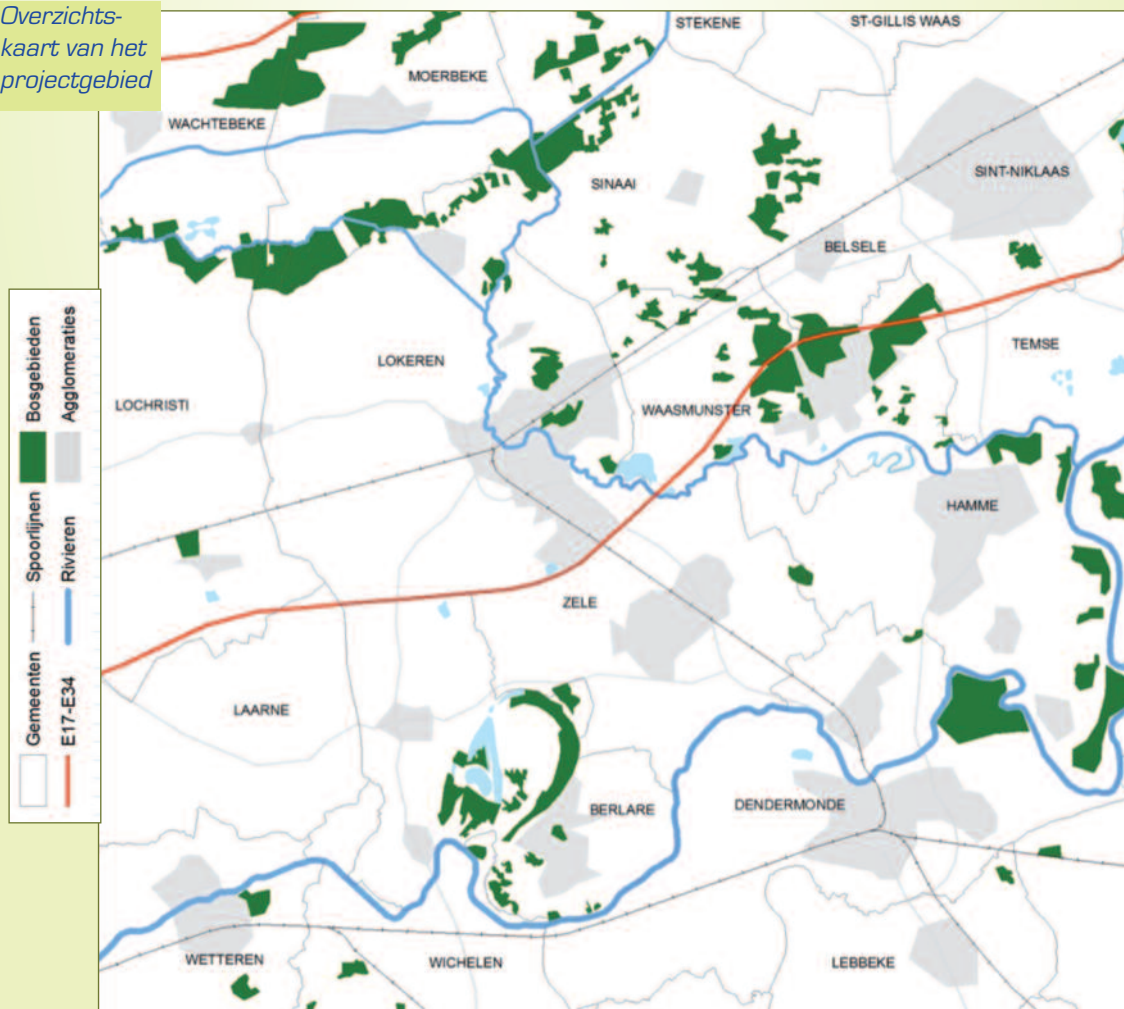 Overzichts-
kaart van het
projectgebied
STEKENE
ST-GILLIS WAAS
MOERBEKE
WACHTEBEKE
SINT-NIKLAAS
SINAAI
BELSELE
TEMSE
LOKEREN
LOCHRISTI
WAASMUNSTER
HAMME
ZELE
LAARNE
BERLARE
DENDERMONDE
WETTEREN
WICHELEN
LEBBEKE
Gemeenten
Spoorlijnen
Bosgebieden
E17-E34
Rivieren
Agglomeraties